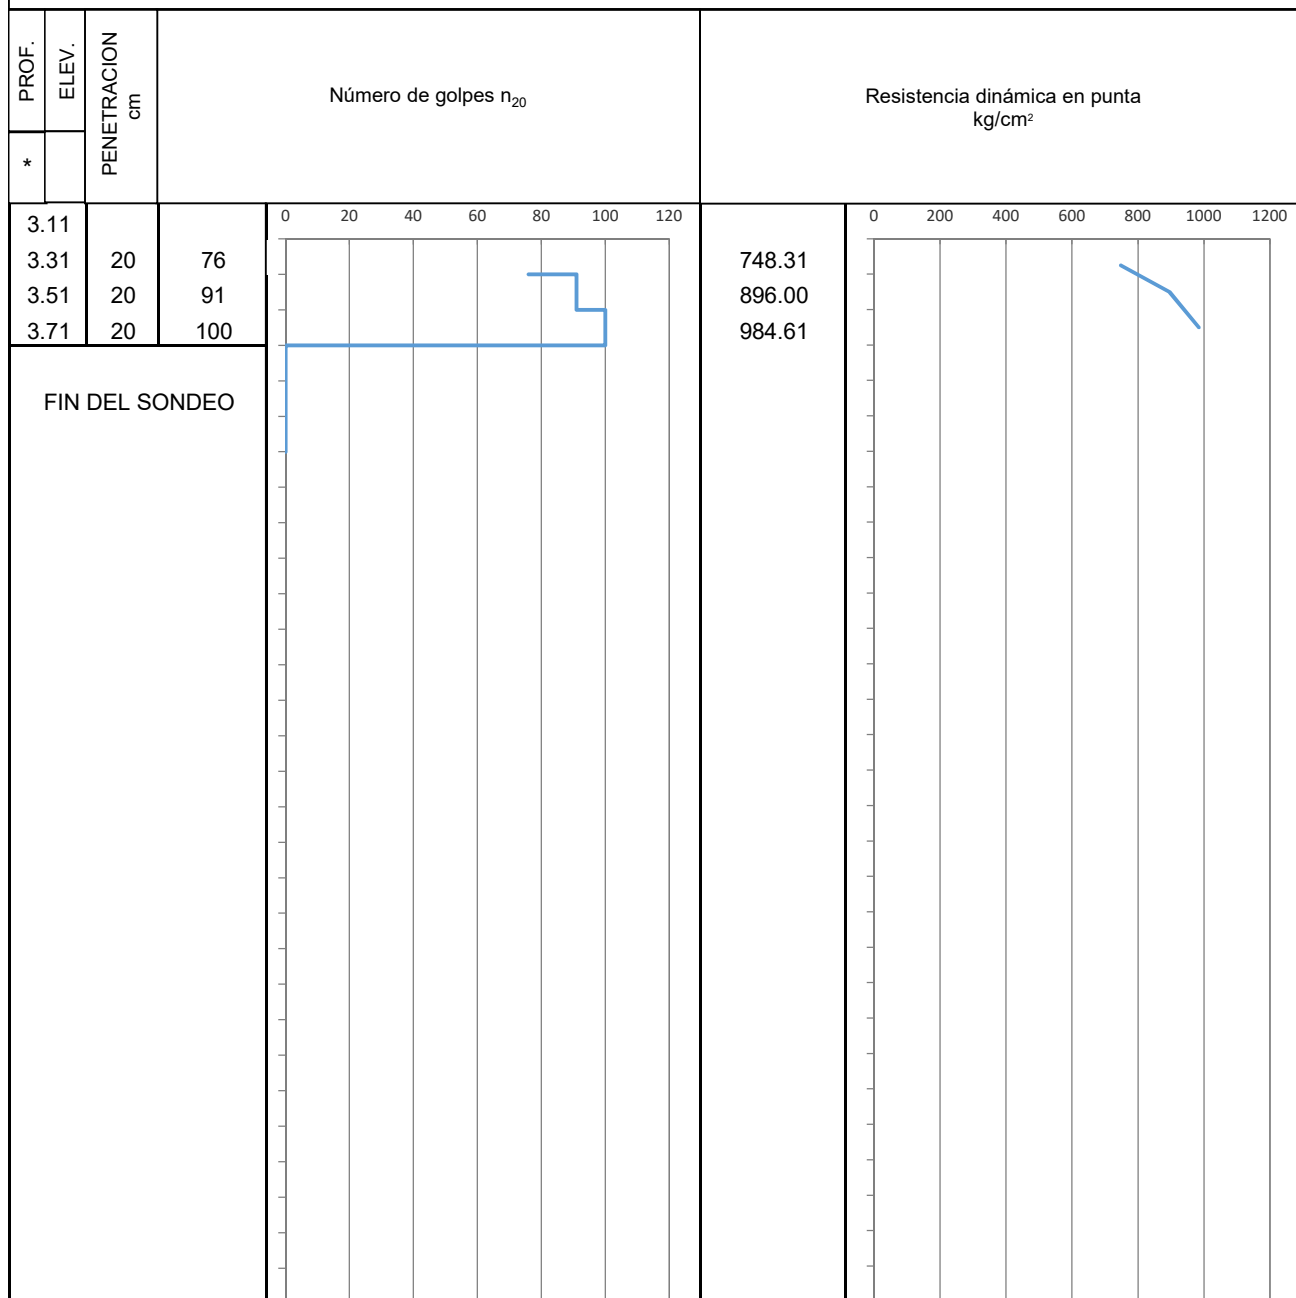 PROF.
ELEV.
PENETRACION
cm
*
Número de golpes n20
Resistencia dinámica en punta
kg/cm²
0 20 40 60 80 100 120
0 200 400 600 800 1000 1200
3.11
3.31 20 76 748.31
3.51 20 91 896.00
3.71 20 100 984.61
FIN DEL SONDEO